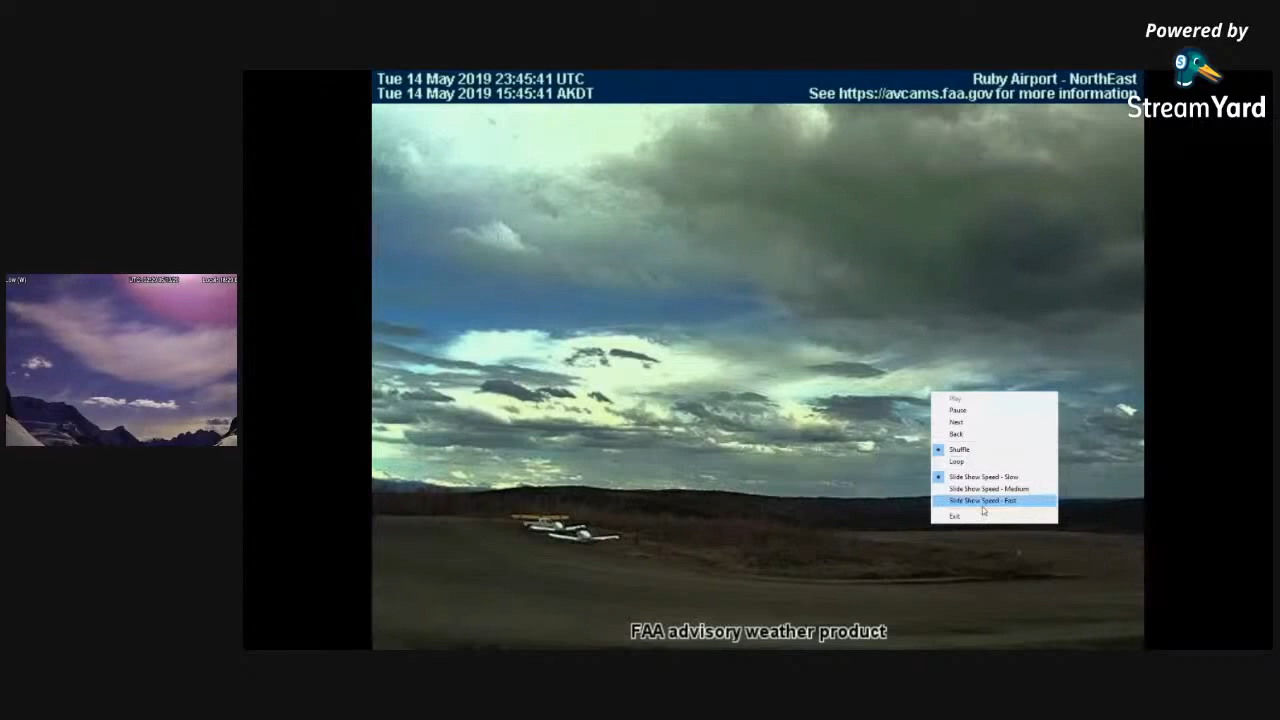 Powered by
StreamYard
Tue 14 May 2019 23:45:41 UTC
Tue 14 May 2019 15:45:41 AKDT
Ruby Airport - NorthEast
See https://avcams.faa.gov for more information
Play
Pause
Next
Back
Shuffle
Loop
Slide Show Speed - Slow
Slide Show Speed - Medium
Slide Show Speed - Fast
Exit
FAA advisory weather product